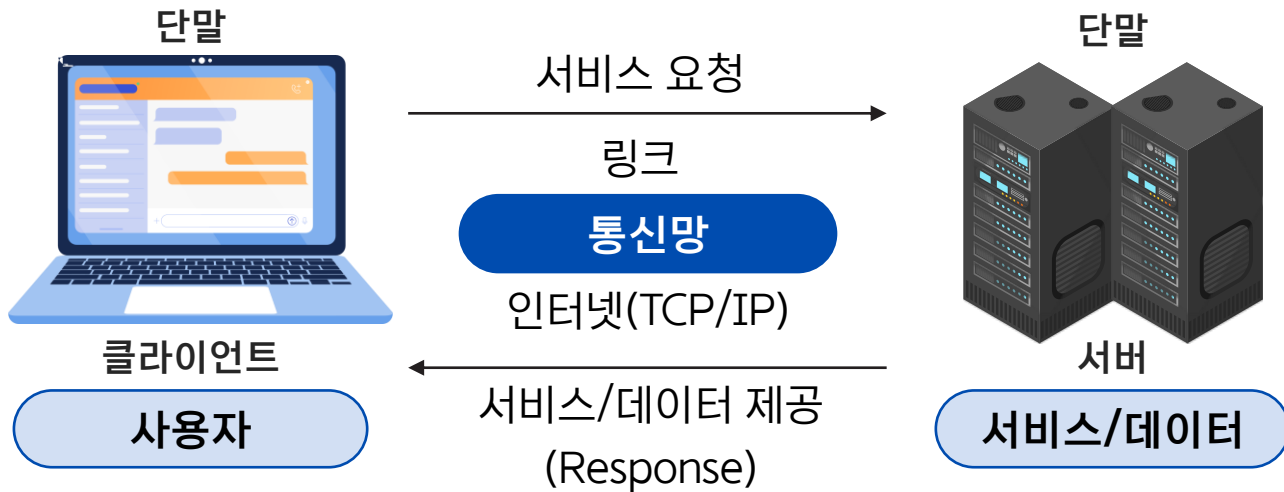 단말
단말
서비스 요청
링크
통신망
인터넷(TCP/IP)
클라이언트
서버
사용자
서비스/데이터 제공
(Response)
서비스/데이터